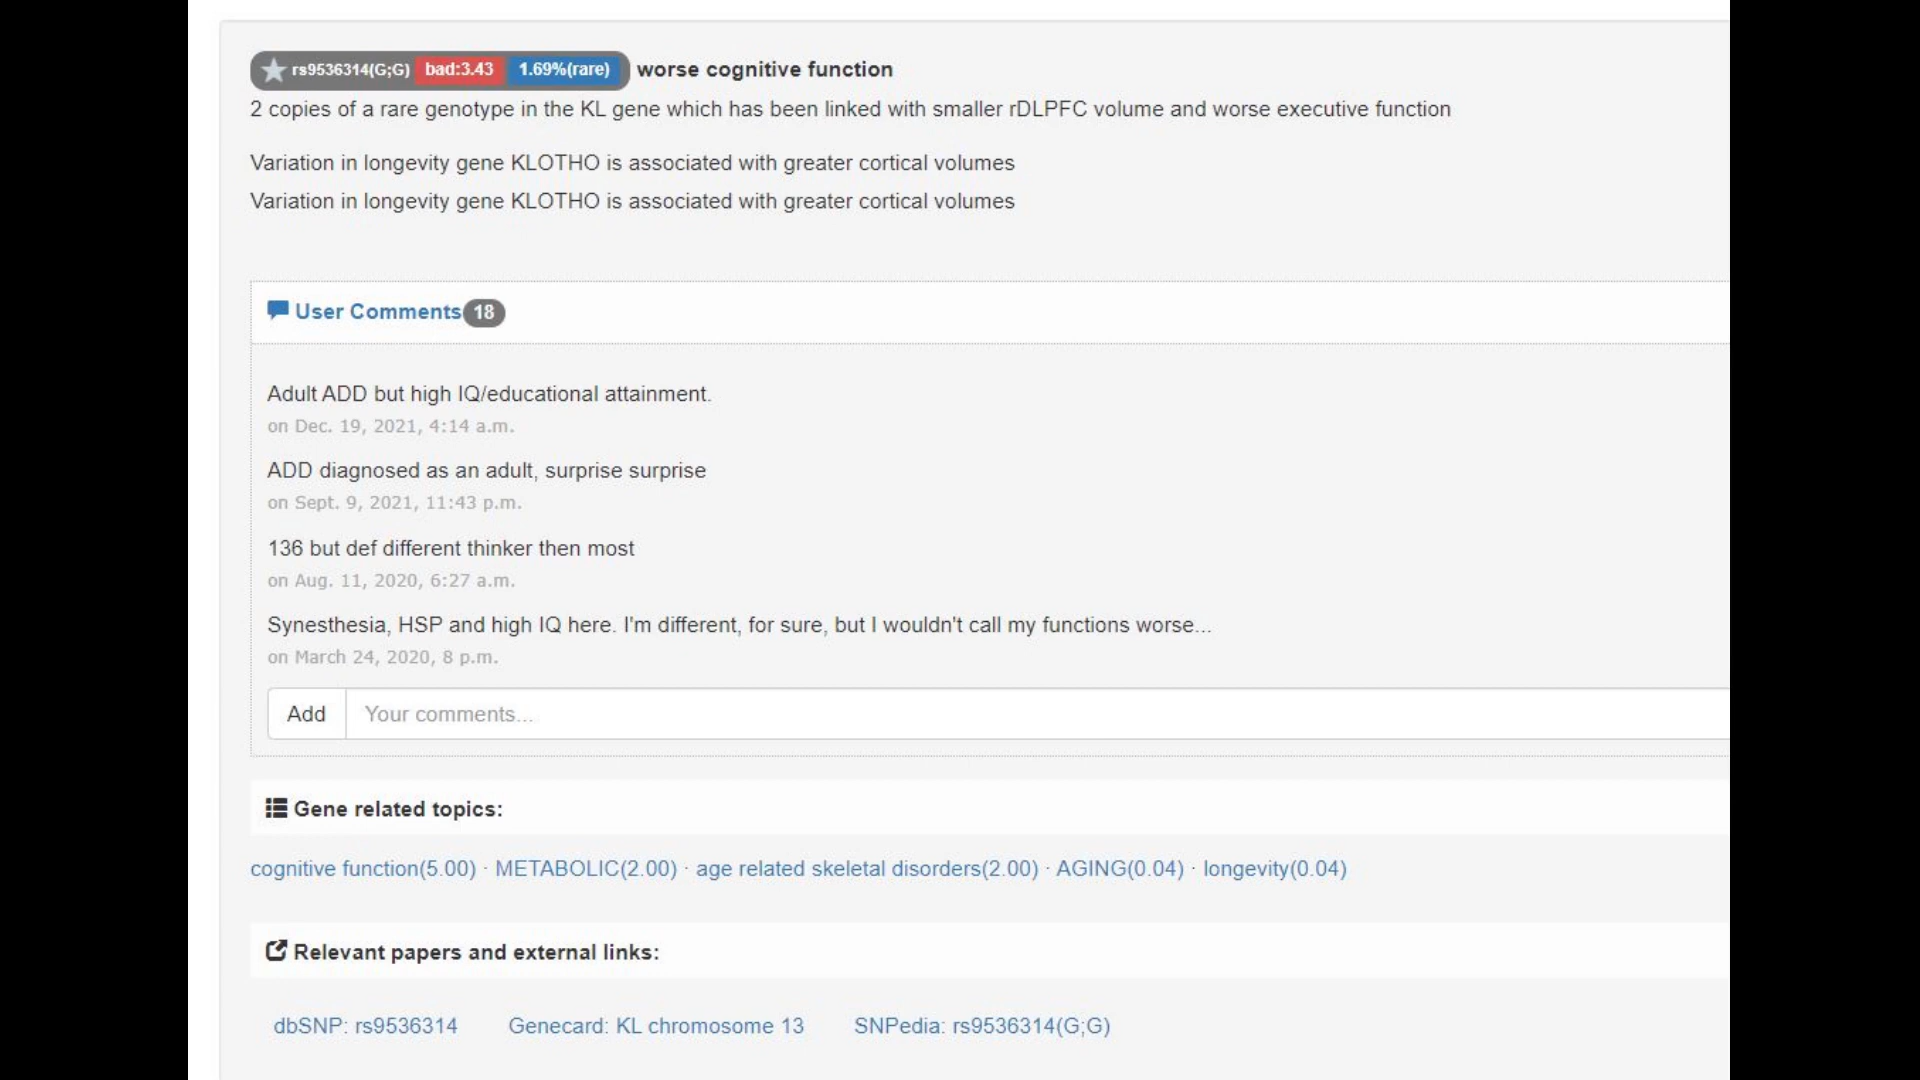 rs9536314(G;G) bad:3.43 1.69%(rare) worse cognitive function
2 copies of a rare genotype in the KL gene which has been linked with smaller rDLPFC volume and worse executive function
Variation in longevity gene KLOTHO is associated with greater cortical volumes
Variation in longevity gene KLOTHO is associated with greater cortical volumes
User Comments 18
Adult ADD but high IQ/educational attainment.
on Dec. 19, 2021, 4:14 a.m.
ADD diagnosed as an adult, surprise surprise
on Sept. 9, 2021, 11:43 p.m.
136 but def different thinker then most
on Aug. 11, 2020, 6:27 a.m.
Synesthesia, HSP and high IQ here. I'm different, for sure, but I wouldn't call my functions worse...
on March 24, 2020, 8 p.m.
Add Your comments...
Gene related topics:
cognitive function(5.00) · METABOLIC(2.00) · age related skeletal disorders(2.00) · AGING(0.04) · longevity(0.04)
Relevant papers and external links:
dbSNP: rs9536314 Genecard: KL chromosome 13 SNPedia: rs9536314(G;G)